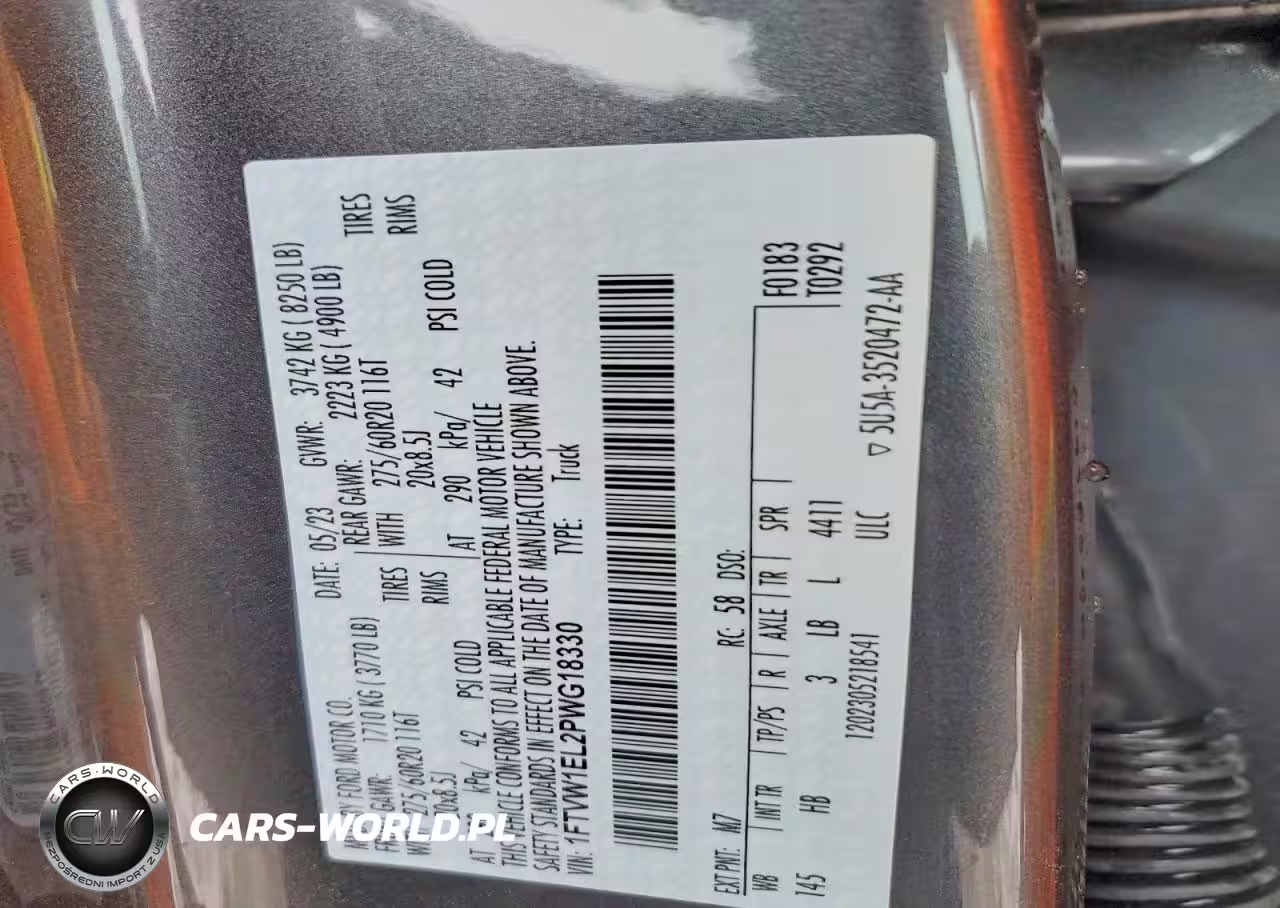 DATE: 05/23 GVWR: 3742 KG ( 8250 LB)
FORD MOTOR CO.
GAWR: 1710 KG ( 3770 LB) REAR GAWR: 2223 KG ( 4900 LB)
275/60R20 116T TIRES WITH 275/60R20 116T TIRES
20x8.5J RIMS 20x8.5J RIMS
AT kPa/ 42 PSI COLD AT 290 kPa/ 42 PSI COLD
THIS VEHICLE CONFORMS TO ALL APPLICABLE FEDERAL MOTOR VEHICLE
SAFETY STANDARDS IN EFFECT ON THE DATE OF MANUFACTURE SHOWN ABOVE.
VIN: 1FTVW1EL2PWG18330 TYPE: Truck
EXT PNT: M7 RC: 58 DSO: F0183
WB INT TR TP/PS R AXLE TR SPR T0292
145 HB 3 LB L 4411
1202305218541 ULC ▽ 5U5A-3520472-AA
CARS-WORLD
CW
BEZPOŚREDNI IMPORT Z USA
CARS-WORLD.PL